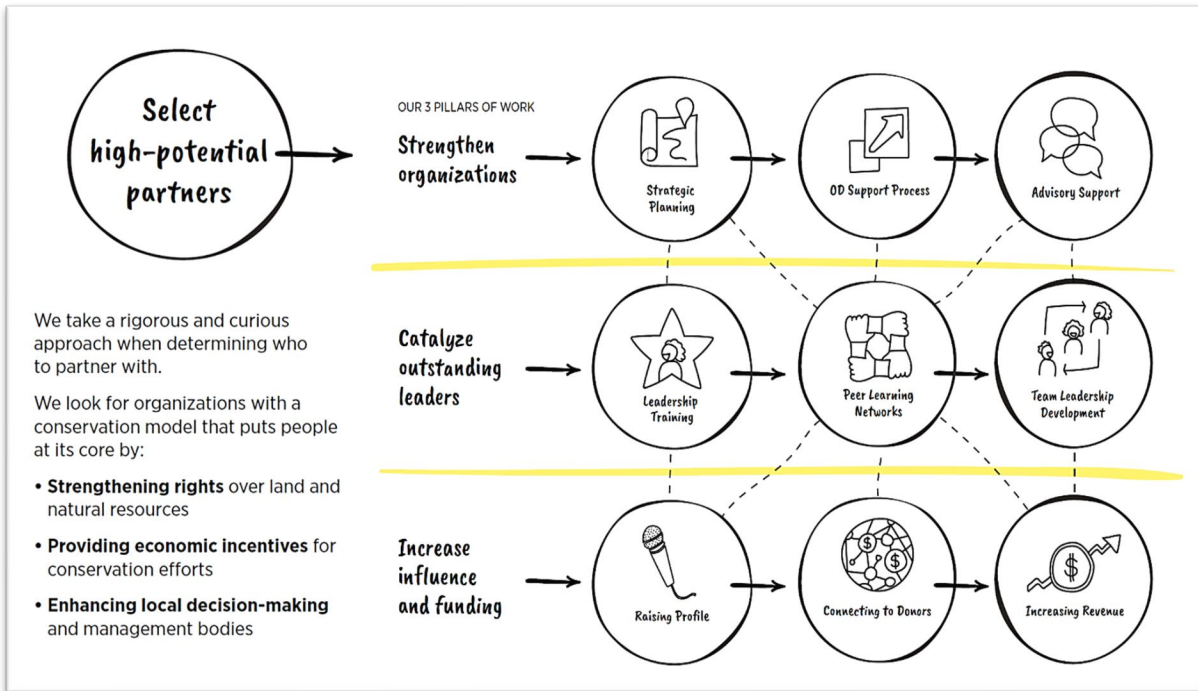 Select
high-potential
partners
We take a rigorous and curious
approach when determining who
to partner with.
We look for organizations with a
conservation model that puts people
at its core by:
• Strengthening rights over land and
natural resources
• Providing economic incentives for
conservation efforts
• Enhancing local decision-making
and management bodies
OUR 3 PILLARS OF WORK
Strengthen
organizations
Strategic
Planning
OD Support Process
Advisory Support
Catalyze
outstanding
leaders
Leadership
Training
Peer Learning
Networks
Team Leadership
Development
Increase
influence
and funding
Raising Profile
$
$
Connecting to Donors
$
Increasing Revenue